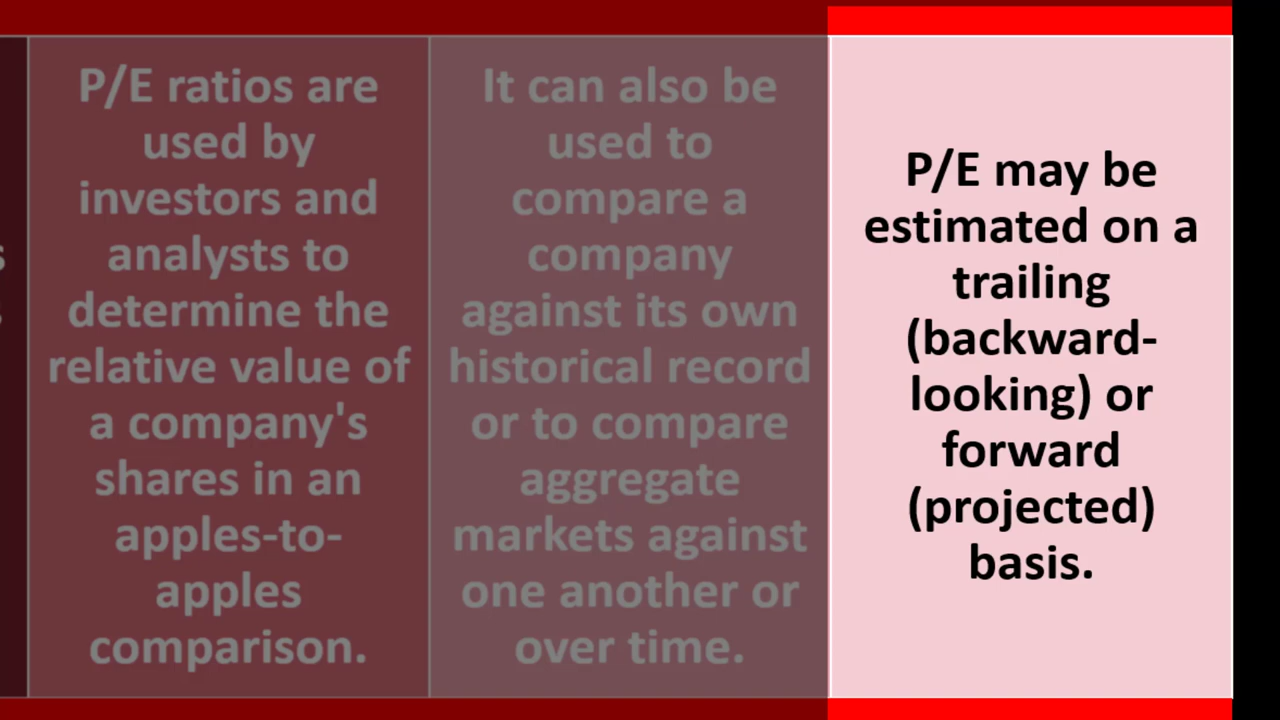 P/E ratios are
used by
investors and
analysts to
determine the
relative value of
a company's
shares in an
apples-to-
apples
comparison.
It can also be
used to
compare a
company
against its own
historical record
or to compare
aggregate
markets against
one another or
over time.
P/E may be
estimated on a
trailing
(backward-
looking) or
forward
(projected)
basis.